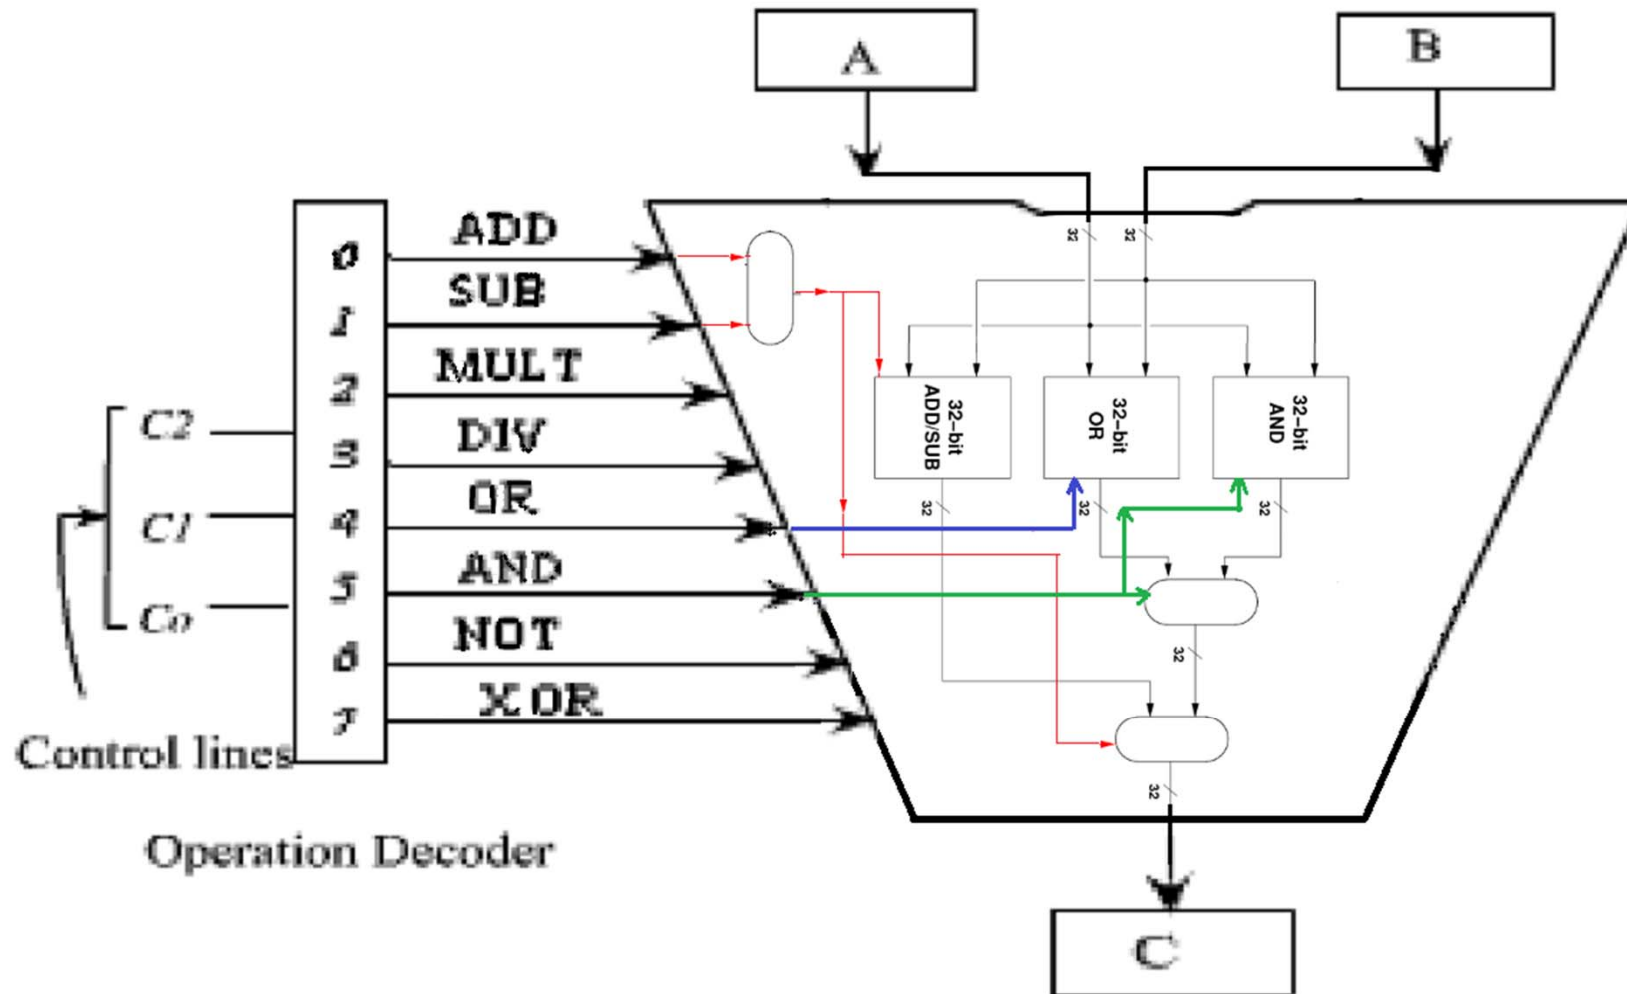 A
B
ADD
SUB
MULT
DIV
OR
AND
NOT
XOR
0
1
2
3
4
5
6
7
C2
C1
Co
Control lines
Operation Decoder
32
32
32-bit
ADD/SUB
32-bit
OR
32-bit
AND
32
32
32
32
32
C